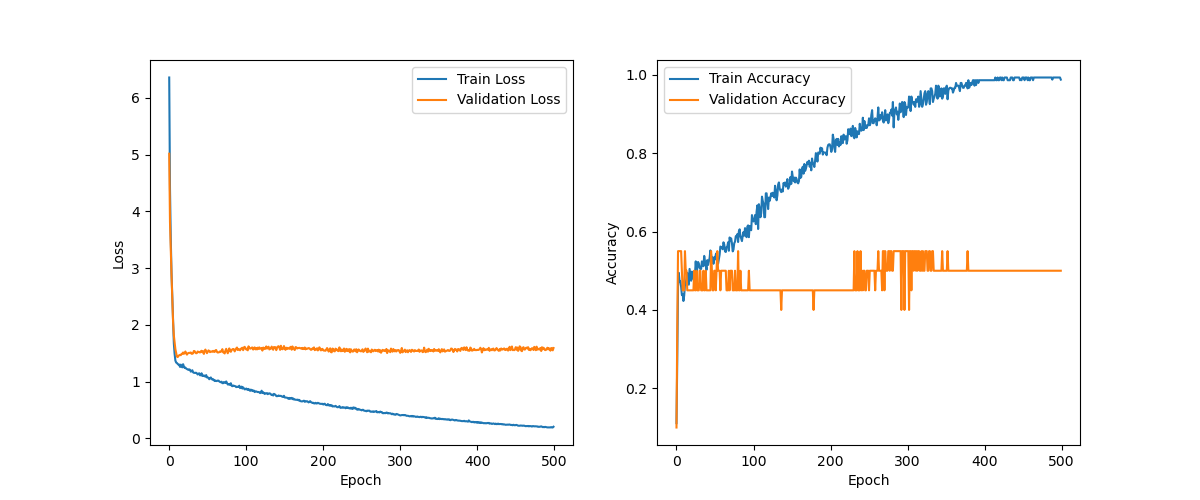 Train Loss
Validation Loss
6
5
4
3
2
1
0
Loss
0 100 200 300 400 500
Epoch
Train Accuracy
Validation Accuracy
1.0
0.8
0.6
0.4
0.2
Accuracy
0 100 200 300 400 500
Epoch